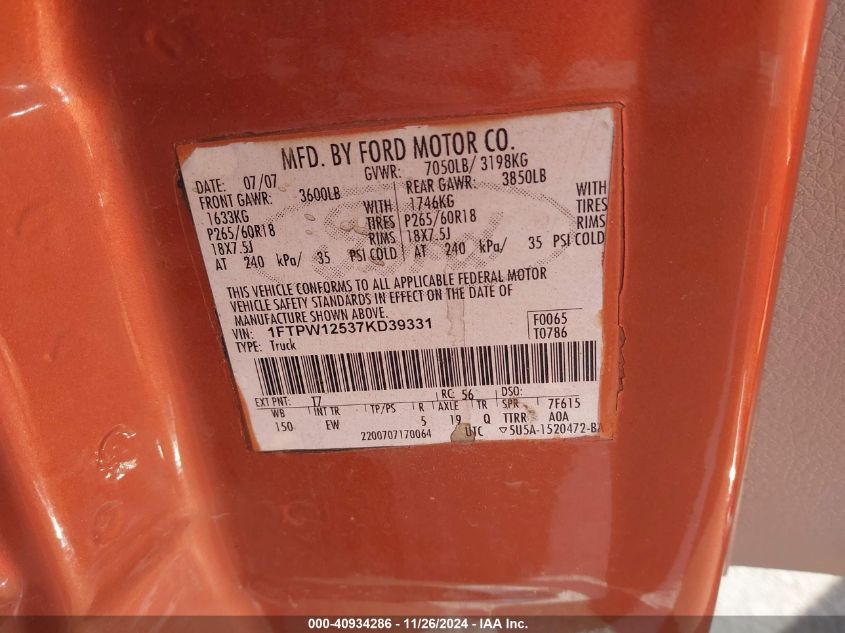 MFD. BY FORD MOTOR CO.
DATE: 07/07 GVWR: 7050LB/ 3198KG
FRONT GAWR: 3600LB REAR GAWR: 3850LB
1633KG WITH 1746KG WITH
P265/60R18 TIRES P265/60R18 TIRES
18X7.5J RIMS 18X7.5J RIMS
AT 240 kPa/ 35 PSI COLD AT 240 kPa/ 35 PSI COLD
THIS VEHICLE CONFORMS TO ALL APPLICABLE FEDERAL MOTOR
VEHICLE SAFETY STANDARDS IN EFFECT ON THE DATE OF
MANUFACTURE SHOWN ABOVE.
VIN: 1FTPW12537KD39331 F0065
TYPE: Truck T0786
EXT PNT: T7 RC: 56 DSO:
WB INT TR TP/PS R AXLE TR SPR 7F615
150 EW 5 19 Q TTRR AOA
2200707170064 UTC ▽5U5A-1520472-BA
000-40934286 - 11/26/2024 - IAA Inc.